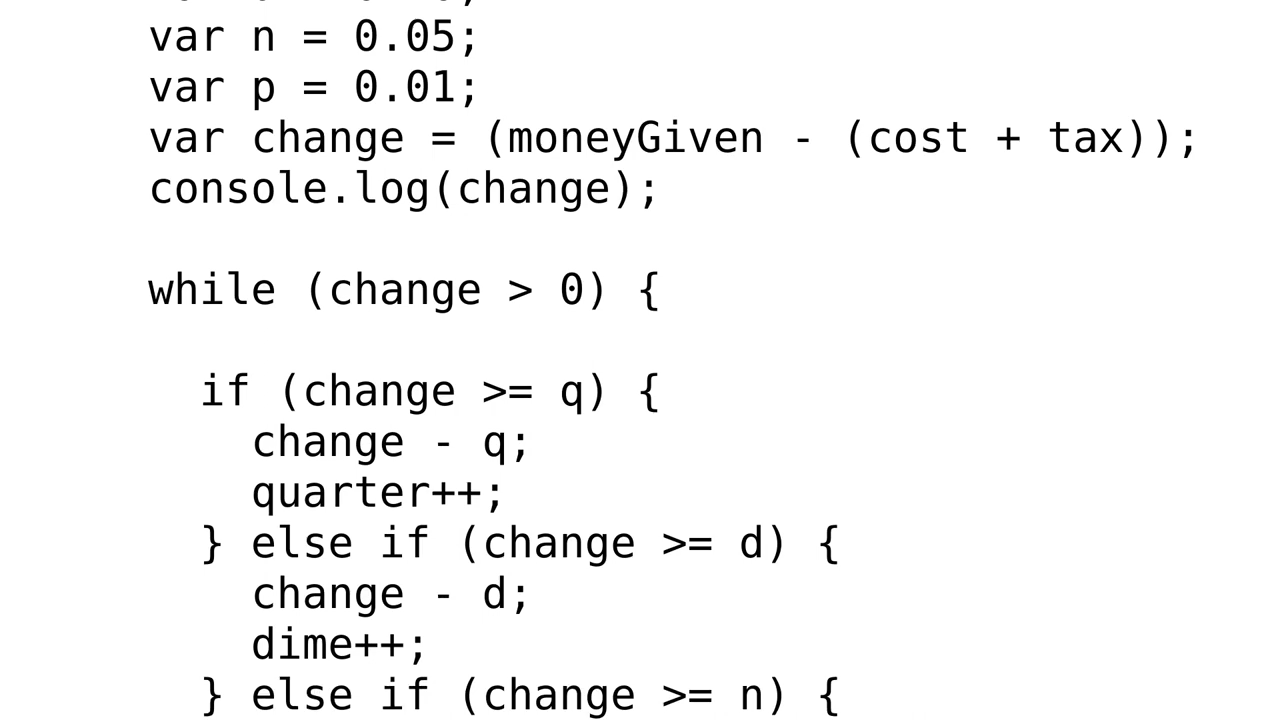 var n = 0.05;
var p = 0.01;
var change = (moneyGiven - (cost + tax));
console.log(change);
while (change > 0) {
if (change >= q) {
change - q;
quarter++;
} else if (change >= d) {
change - d;
dime++;
} else if (change >= n) {